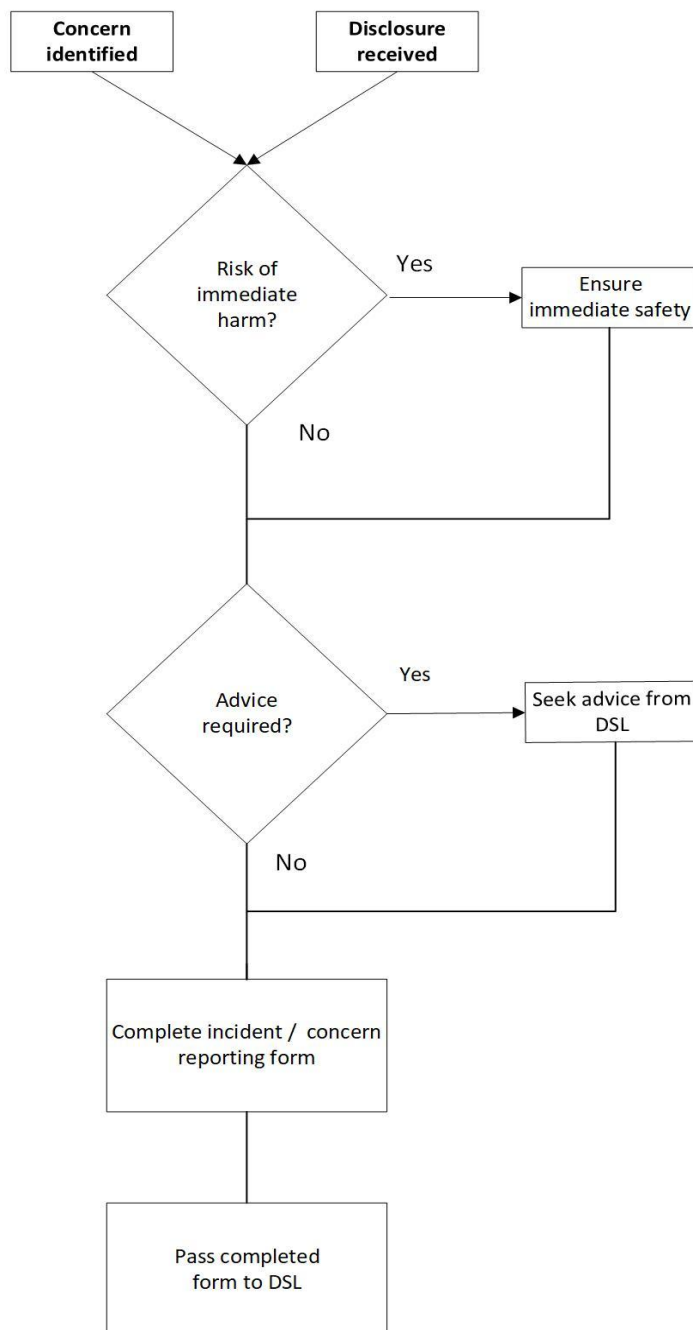 Concern
identified
Disclosure
received
Risk of
immediate
harm?
Yes
Ensure
immediate safety
No
Advice
required?
Yes
Seek advice from
DSL
No
Complete incident / concern
reporting form
Pass completed
form to DSL